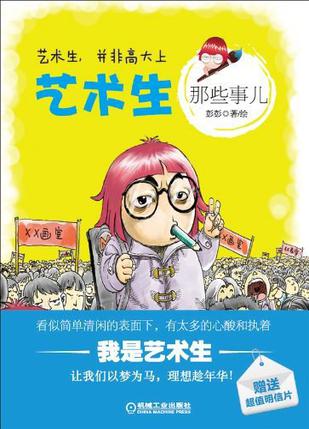 艺术生，并非高大上
艺术生
那些事儿
彭彭○著/绘
XX画室
XX画室
看似简单清闲的表面下，有太多的心酸和执着
我是艺术生
让我们以梦为马，理想趁年华！
赠送
超值明信片
机械工业出版社
CHINA MACHINE PRESS